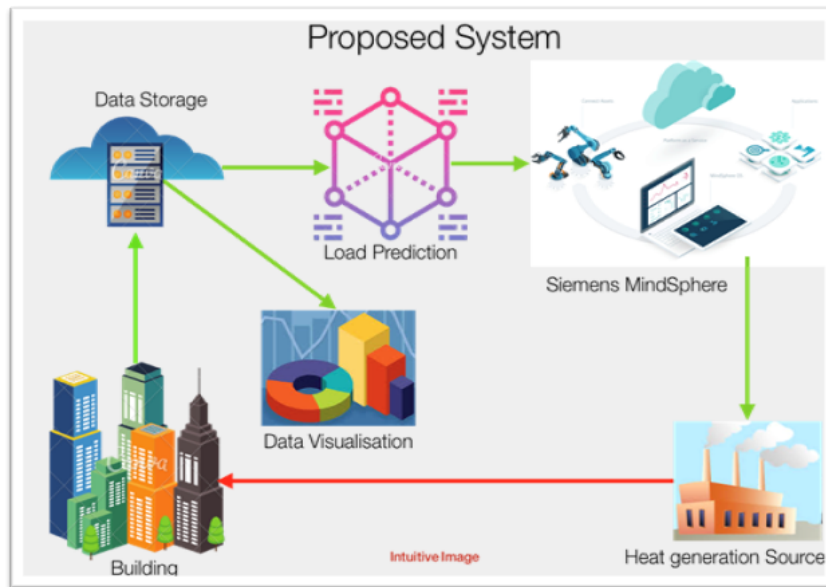 Proposed System
Data Storage
Load Prediction
Siemens MindSphere
Data Visualisation
Building
Intuitive Image
Heat generation Source